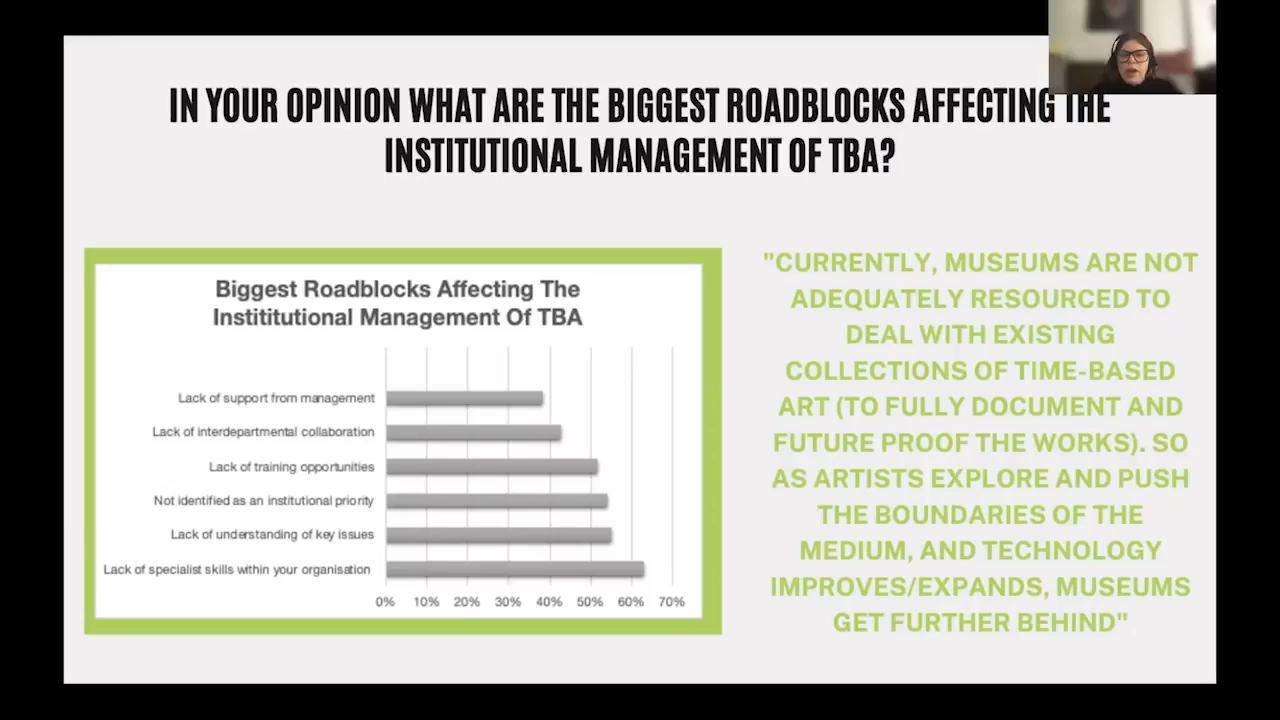 IN YOUR OPINION WHAT ARE THE BIGGEST ROADBLOCKS AFFECTING THE
INSTITUTIONAL MANAGEMENT OF TBA?
Biggest Roadblocks Affecting The
Instititutional Management Of TBA
Lack of support from management
Lack of interdepartmental collaboration
Lack of training opportunities
Not identified as an institutional priority
Lack of understanding of key issues
Lack of specialist skills within your organisation
0% 10% 20% 30% 40% 50% 60% 70%
"CURRENTLY, MUSEUMS ARE NOT
ADEQUATELY RESOURCED TO
DEAL WITH EXISTING
COLLECTIONS OF TIME-BASED
ART (TO FULLY DOCUMENT AND
FUTURE PROOF THE WORKS). SO
AS ARTISTS EXPLORE AND PUSH
THE BOUNDARIES OF THE
MEDIUM, AND TECHNOLOGY
IMPROVES/EXPANDS, MUSEUMS
GET FURTHER BEHIND"